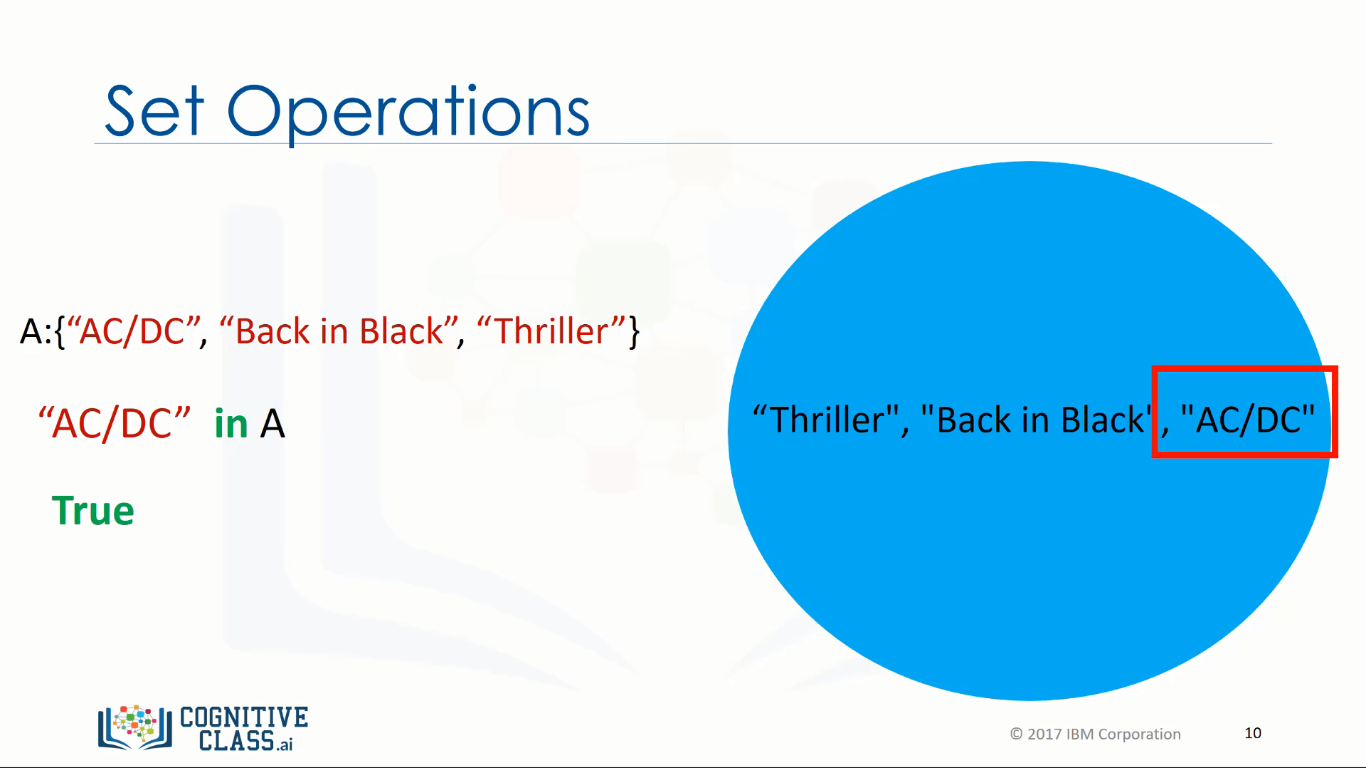 Set Operations
A:{“AC/DC”, “Back in Black”, “Thriller”}
“AC/DC” in A
True
“Thriller", "Back in Black", "AC/DC"
COGNITIVE
CLASS.ai
© 2017 IBM Corporation
10